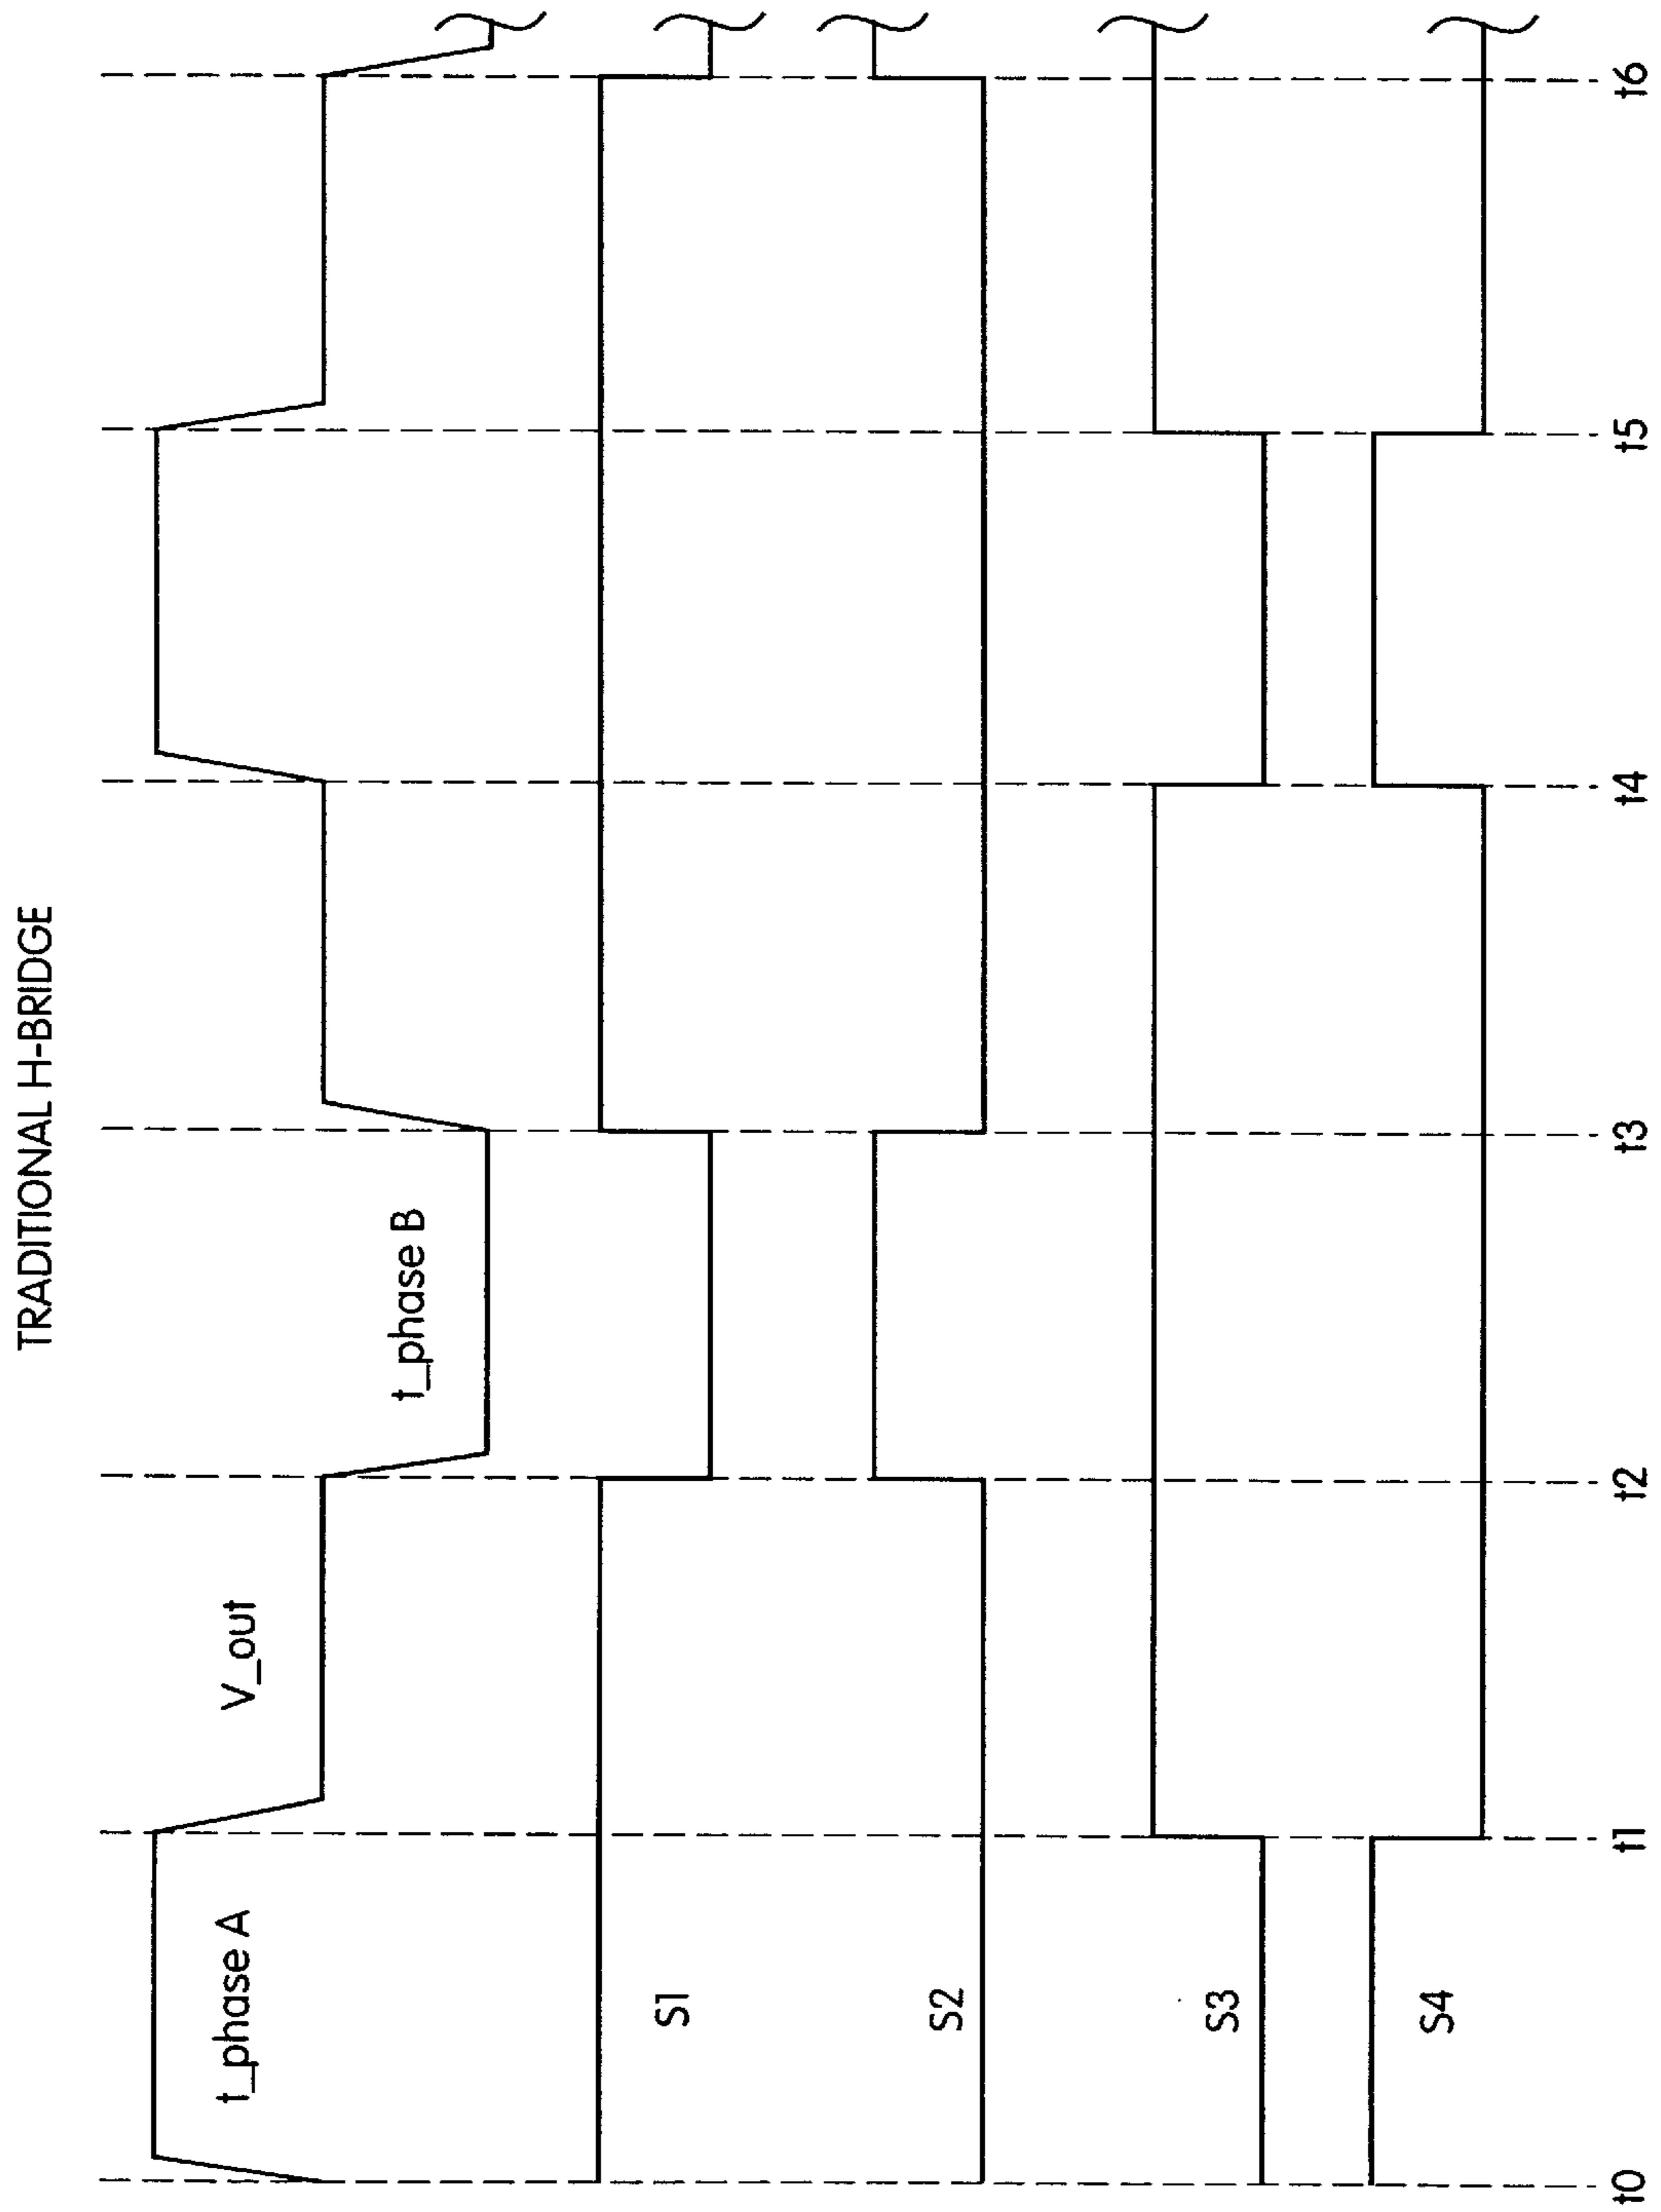 TRADITIONAL H-BRIDGE
t_phase A
V_out
t_phase B
S1
S2
S3
S4
t0
t1
t2
t3
t4
t5
t6